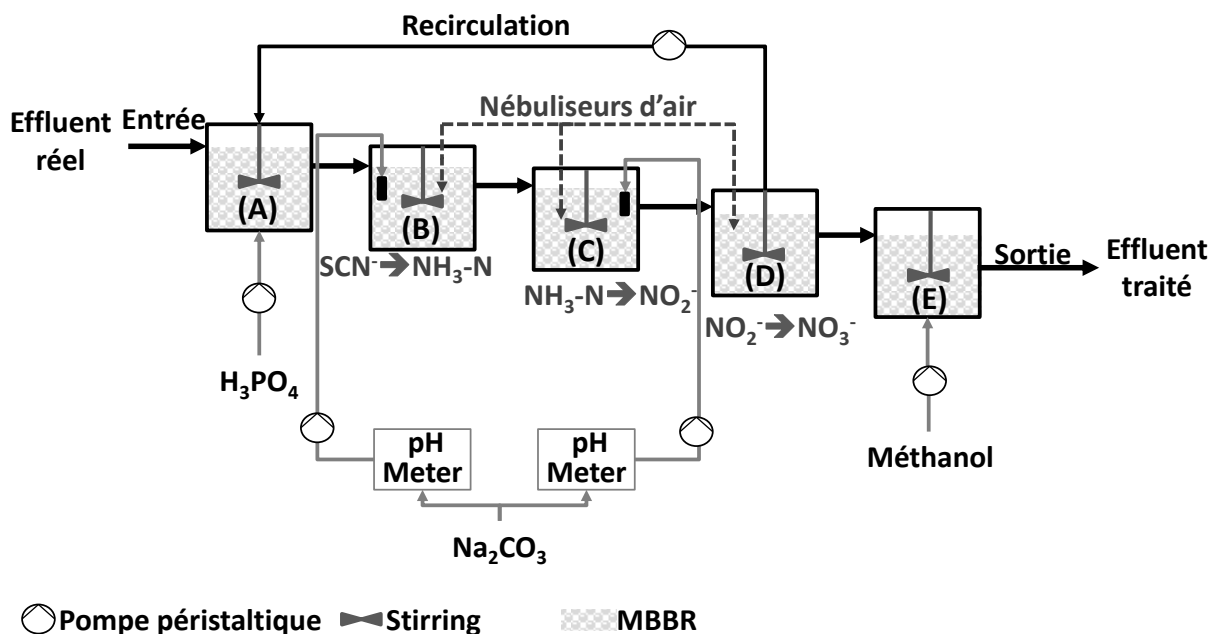 Recirculation
Nébuliseurs d'air
Effluent
réel
Entrée
(A)
(B)
(C)
(D)
(E)
SCN⁻➔NH₃-N
NH₃-N➔NO₂⁻
NO₂⁻➔NO₃⁻
Sortie
Effluent
traité
H₃PO₄
pH
Meter
pH
Meter
Méthanol
Na₂CO₃
Pompe péristaltique
Stirring
MBBR